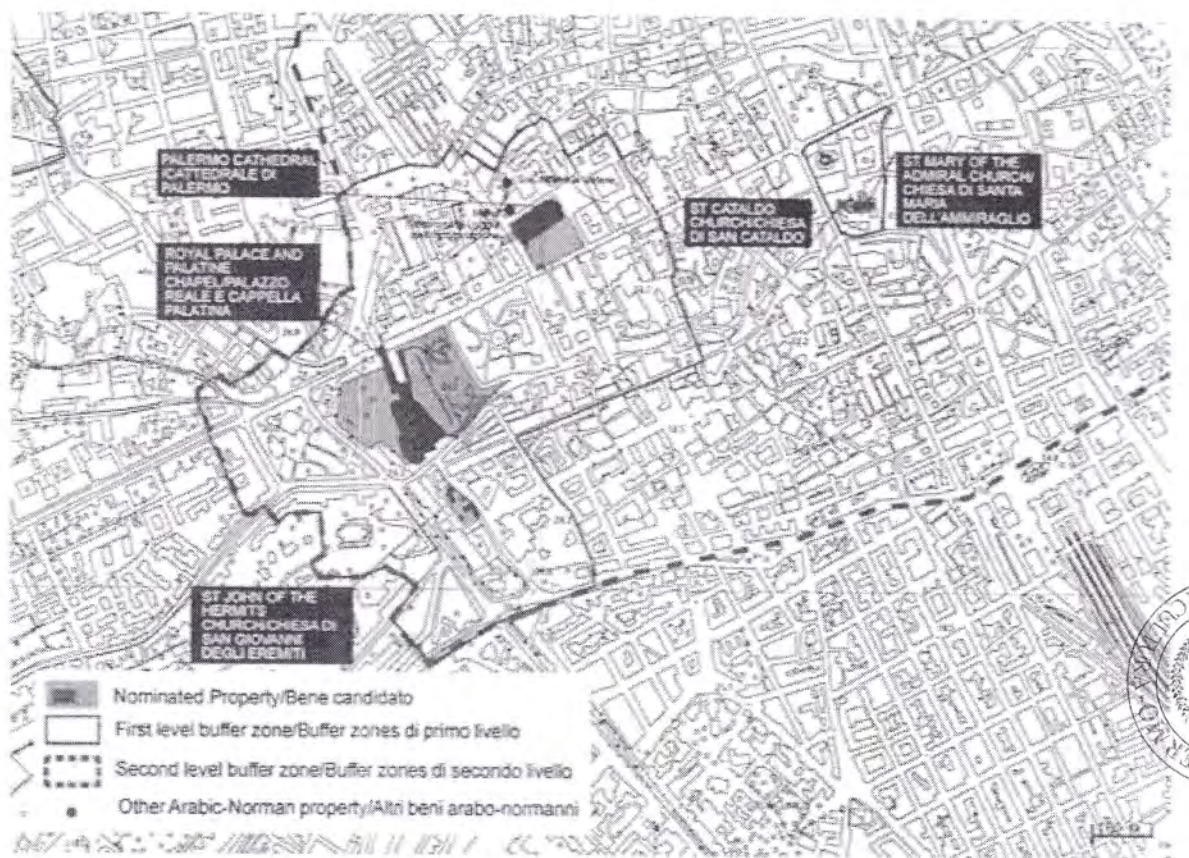 PALERMO CATHEDRAL
/CATTEDRALE DI
PALERMO
ROYAL PALACE AND
PALATINE
CHAPEL/PALAZZO
REALE E CAPPELLA
PALATINA
ST CATALDO
CHURCH/CHIESA
DI SAN CATALDO
ST MARY OF THE
ADMIRAL CHURCH/
CHIESA DI SANTA
MARIA
DELL'AMMIRAGLIO
ST JOHN OF THE
HERMITS
CHURCH/CHIESA DI
SAN GIOVANNI
DEGLI EREMITI
Nominated Property/Bene candidato
First level buffer zone/Buffer zones di primo livello
Second level buffer zone/Buffer zones di secondo livello
Other Arabic-Norman property/Altri beni arabo-normanni